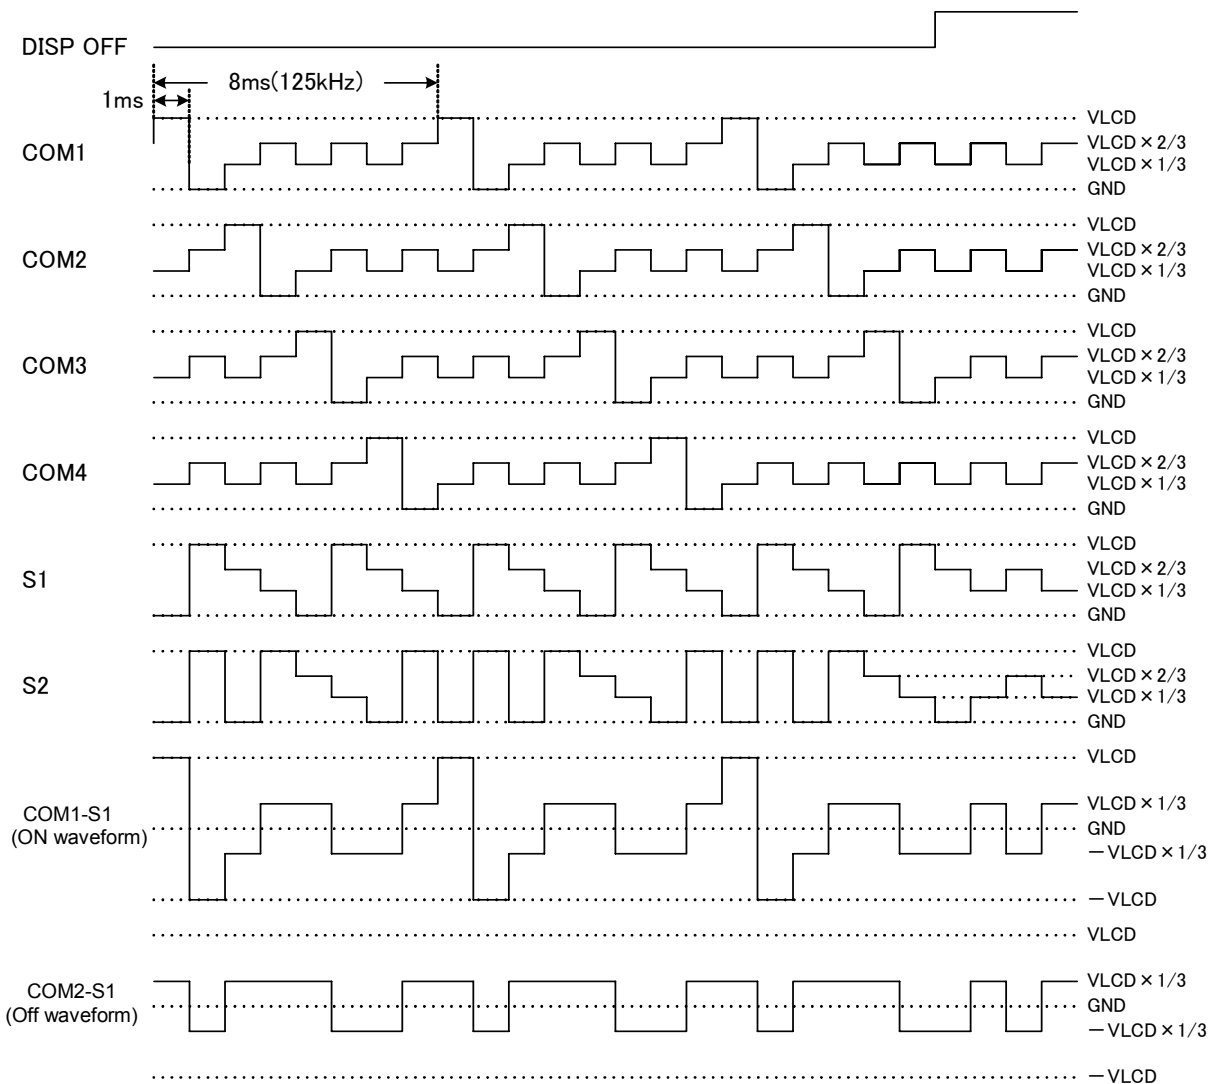 DISP OFF
8ms(125kHz)
1ms
VLCD
COM1
VLCD×2/3
VLCD×1/3
GND
VLCD
COM2
VLCD×2/3
VLCD×1/3
GND
VLCD
COM3
VLCD×2/3
VLCD×1/3
GND
VLCD
COM4
VLCD×2/3
VLCD×1/3
GND
VLCD
S1
VLCD×2/3
VLCD×1/3
GND
VLCD
S2
VLCD×2/3
VLCD×1/3
GND
VLCD
COM1-S1
(ON waveform)
VLCD×1/3
GND
−VLCD×1/3
−VLCD
VLCD
COM2-S1
(Off waveform)
VLCD×1/3
GND
−VLCD×1/3
−VLCD